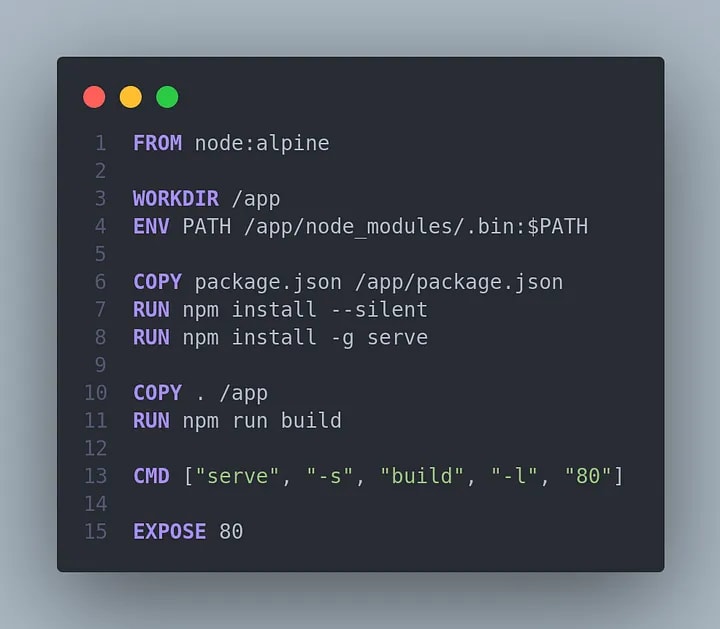 1 FROM node:alpine
2
3 WORKDIR /app
4 ENV PATH /app/node_modules/.bin:$PATH
5
6 COPY package.json /app/package.json
7 RUN npm install --silent
8 RUN npm install -g serve
9
10 COPY . /app
11 RUN npm run build
12
13 CMD ["serve", "-s", "build", "-l", "80"]
14
15 EXPOSE 80